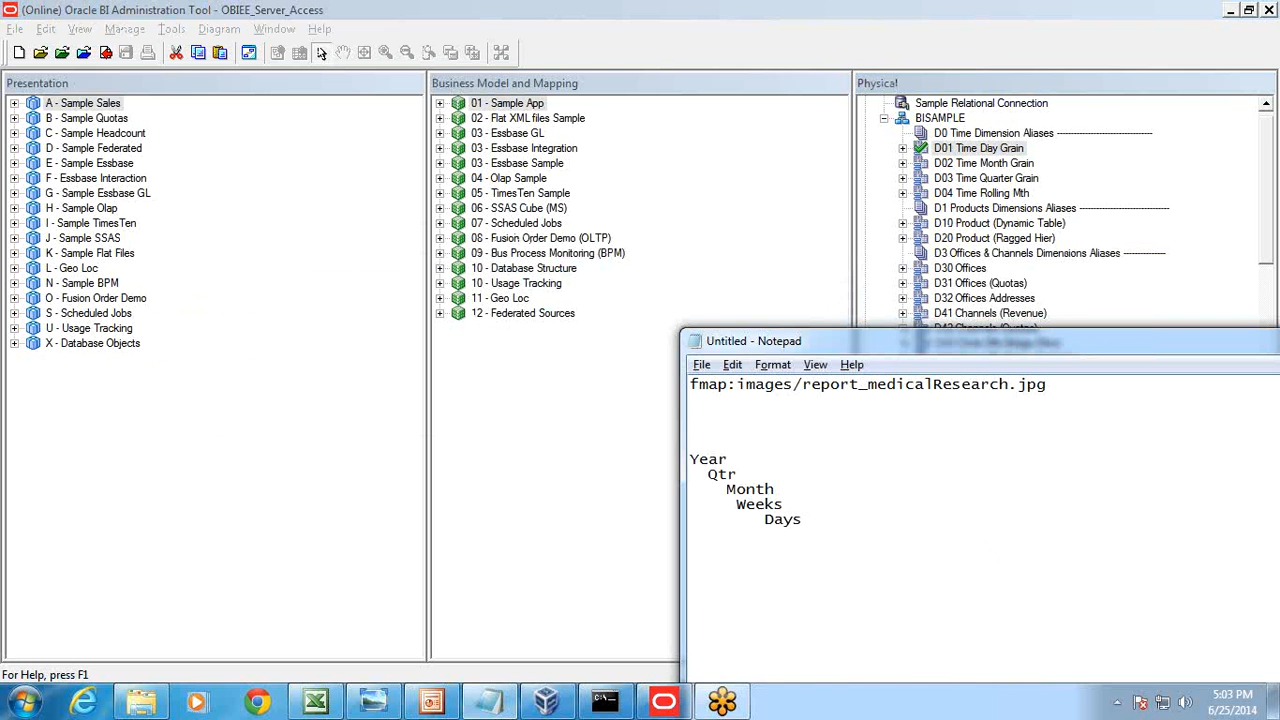 (Online) Oracle BI Administration Tool - OBIEE_Server_Access
File Edit View Manage Tools Diagram Window Help
Presentation
A - Sample Sales
B - Sample Quotas
C - Sample Headcount
D - Sample Federated
E - Sample Essbase
F - Essbase Interaction
G - Sample Essbase GL
H - Sample Olap
I - Sample TimesTen
J - Sample SSAS
K - Sample Flat Files
L - Geo Loc
N - Sample BPM
O - Fusion Order Demo
S - Scheduled Jobs
U - Usage Tracking
X - Database Objects
Business Model and Mapping
01 - Sample App
02 - Flat XML files Sample
03 - Essbase GL
03 - Essbase Integration
03 - Essbase Sample
04 - Olap Sample
05 - TimesTen Sample
06 - SSAS Cube (MS)
07 - Scheduled Jobs
08 - Fusion Order Demo (OLTP)
09 - Bus Process Monitoring (BPM)
10 - Database Structure
10 - Usage Tracking
11 - Geo Loc
12 - Federated Sources
Physical
Sample Relational Connection
BISAMPLE
D0 Time Dimension Aliases --------------------------------
D01 Time Day Grain
D02 Time Month Grain
D03 Time Quarter Grain
D04 Time Rolling Mth
D1 Products Dimensions Aliases ------------------------------
D10 Product (Dynamic Table)
D20 Product (Ragged Hier)
D3 Offices & Channels Dimensions Aliases --------------
D30 Offices
D31 Offices (Quotas)
D32 Offices Addresses
D41 Channels (Revenue)
Untitled - Notepad
File Edit Format View Help
fmap:images/report_medicalResearch.jpg
Year
Qtr
Month
Weeks
Days
For Help, press F1
5:03 PM
6/25/2014